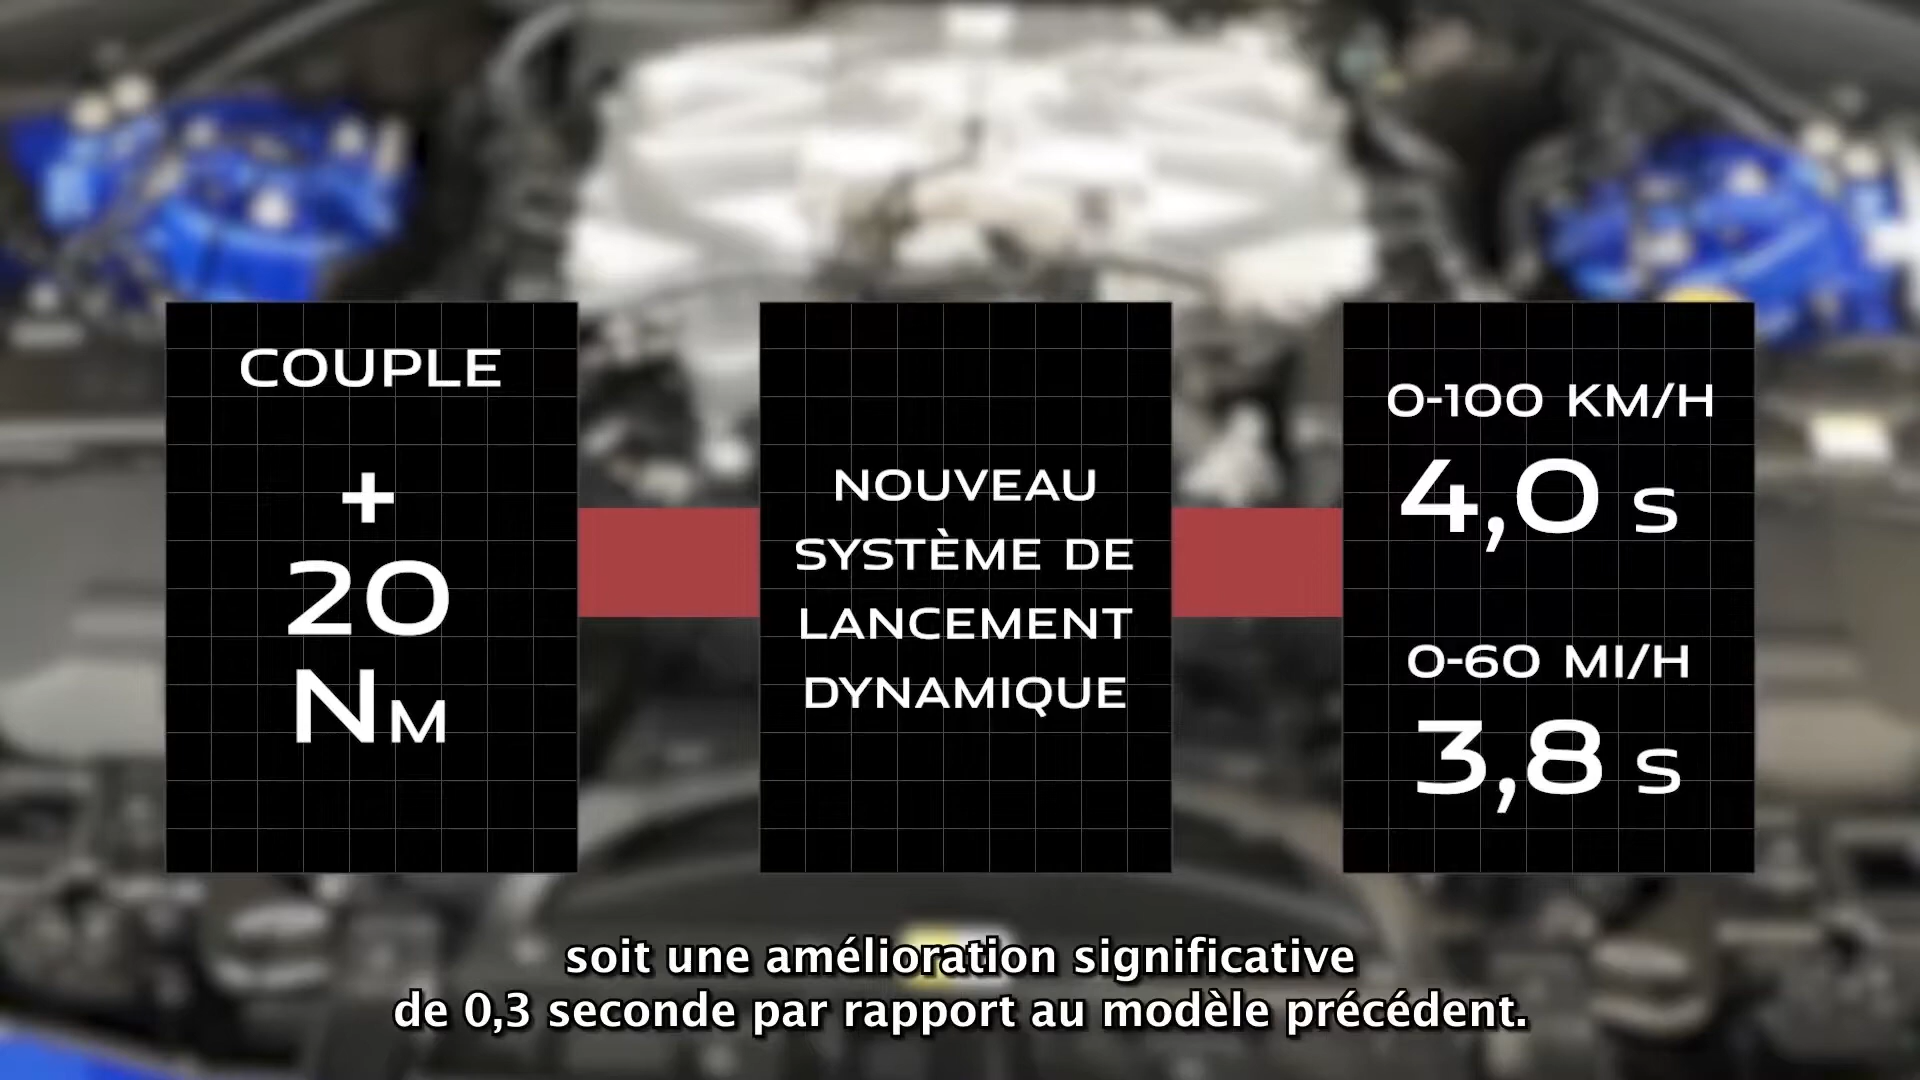 COUPLE
+
20
NM
NOUVEAU
SYSTÈME DE
LANCEMENT
DYNAMIQUE
0-100 KM/H
4,0 s
0-60 MI/H
3,8 s
soit une amélioration significative
de 0,3 seconde par rapport au modèle précédent.